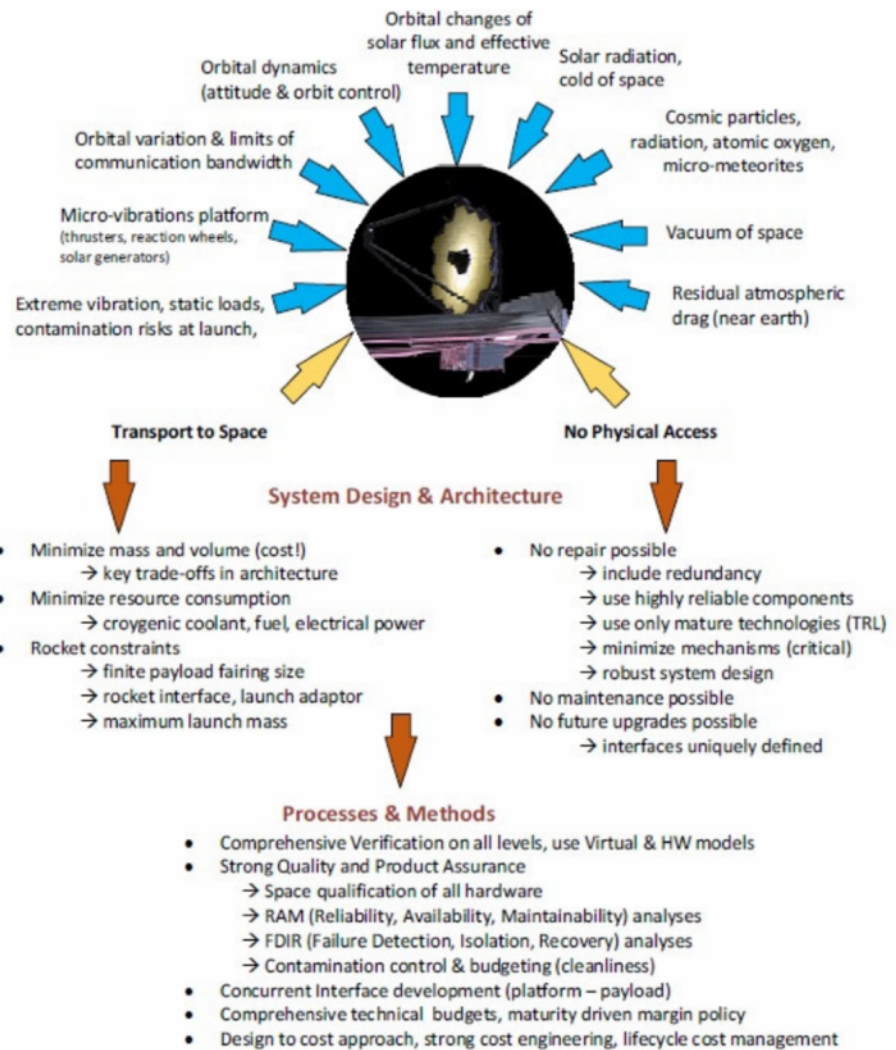 Orbital changes of
solar flux and effective
temperature
Orbital dynamics
(attitude & orbit control)
Solar radiation,
cold of space
Orbital variation & limits of
communication bandwidth
Cosmic particles,
radiation, atomic oxygen,
micro-meteorites
Micro-vibrations platform
(thrusters, reaction wheels,
solar generators)
Vacuum of space
Extreme vibration, static loads,
contamination risks at launch,
Residual atmospheric
drag (near earth)
Transport to Space
No Physical Access
System Design & Architecture
• Minimize mass and volume (cost!)
→ key trade-offs in architecture
• Minimize resource consumption
→ croygenic coolant, fuel, electrical power
• Rocket constraints
→ finite payload fairing size
→ rocket interface, launch adaptor
→ maximum launch mass
• No repair possible
→ include redundancy
→ use highly reliable components
→ use only mature technologies (TRL)
→ minimize mechanisms (critical)
→ robust system design
• No maintenance possible
• No future upgrades possible
→ interfaces uniquely defined
Processes & Methods
• Comprehensive Verification on all levels, use Virtual & HW models
• Strong Quality and Product Assurance
→ Space qualification of all hardware
→ RAM (Reliability, Availability, Maintainability) analyses
→ FDIR (Failure Detection, Isolation, Recovery) analyses
→ Contamination control & budgeting (cleanliness)
• Concurrent Interface development (platform – payload)
• Comprehensive technical budgets, maturity driven margin policy
• Design to cost approach, strong cost engineering, lifecycle cost management